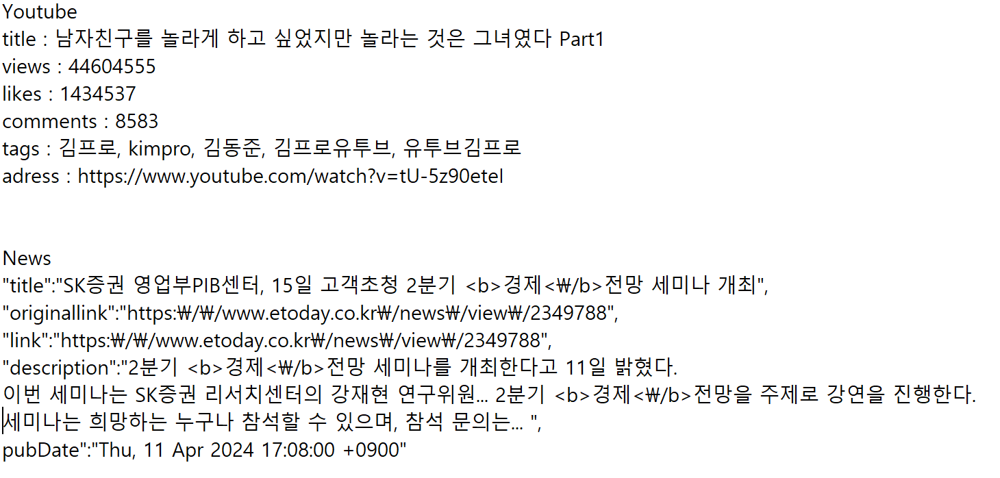 Youtube
title : 남자친구를 놀라게 하고 싶었지만 놀라는 것은 그녀였다 Part1
views : 44604555
likes : 1434537
comments : 8583
tags : 김프로, kimpro, 김동준, 김프로유투브, 유투브김프로
adress : https://www.youtube.com/watch?v=tU-5z90etel
News
"title":"SK증권 영업부PIB센터, 15일 고객초청 2분기 <b>경제<₩/b>전망 세미나 개최",
"originallink":"https:₩/₩/www.etoday.co.kr₩/news₩/view₩/2349788",
"link":"https:₩/₩/www.etoday.co.kr₩/news₩/view₩/2349788",
"description":"2분기 <b>경제<₩/b>전망 세미나를 개최한다고 11일 밝혔다.
이번 세미나는 SK증권 리서치센터의 강재현 연구위원... 2분기 <b>경제<₩/b>전망을 주제로 강연을 진행한다.
세미나는 희망하는 누구나 참석할 수 있으며, 참석 문의는... ",
pubDate":"Thu, 11 Apr 2024 17:08:00 +0900"